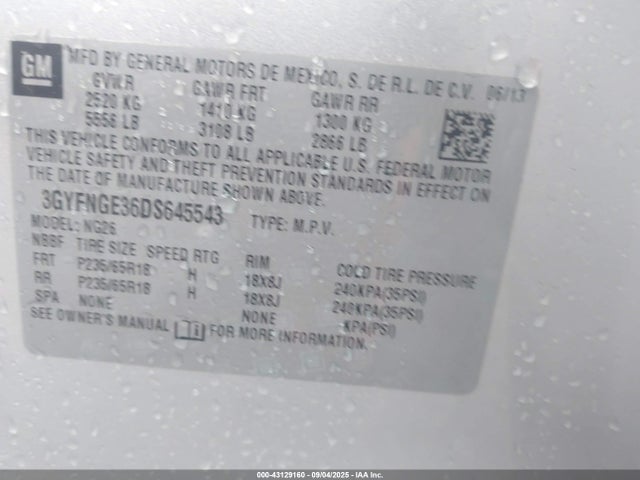 GM
MFD BY GENERAL MOTORS DE MEXICO, S. DE R.L. DE C.V. 06/13
GVWR GAWR FRT GAWR RR
2520 KG 1410 KG 1300 KG
5556 LB 3108 LB 2866 LB
THIS VEHICLE CONFORMS TO ALL APPLICABLE U.S. FEDERAL MOTOR
VEHICLE SAFETY AND THEFT PREVENTION STANDARDS IN EFFECT ON
THE DATE OF MANUFACTURE SHOWN ABOVE.
3GYFNGE36DS645543 TYPE: M.P.V.
MODEL: NG26
NBBF TIRE SIZE SPEED RTG RIM COLD TIRE PRESSURE
FRT P235/65R18 H 18X8J 240KPA(35PSI)
RR P235/65R18 H 18X8J 240KPA(35PSI)
SPA NONE NONE KPA(PSI)
SEE OWNER'S MANUAL FOR MORE INFORMATION.
000-43129160 - 09/04/2025 - IAA Inc.